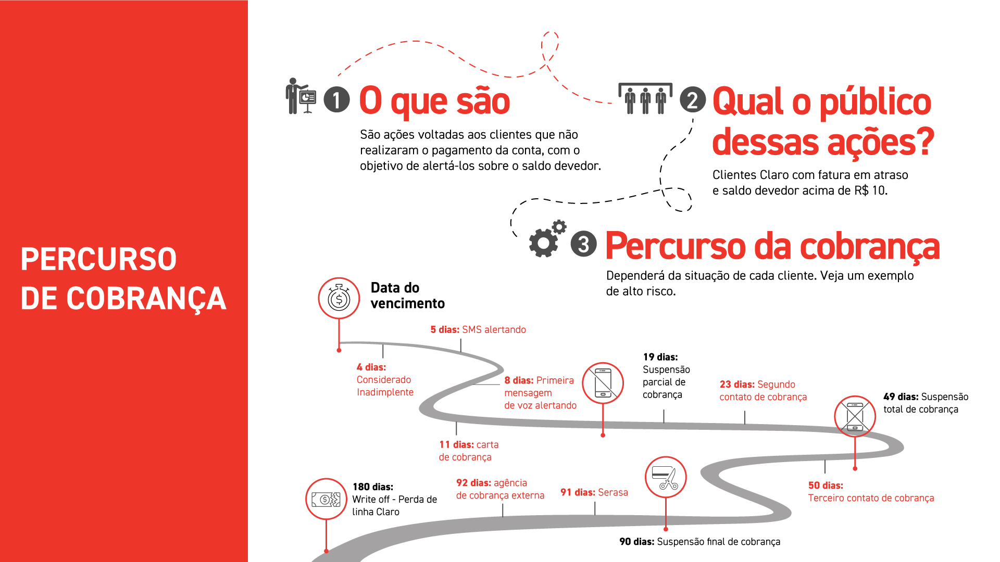 PERCURSO
DE COBRANÇA
1 O que são
São ações voltadas aos clientes que não
realizaram o pagamento da conta, com o
objetivo de alertá-los sobre o saldo devedor.
2 Qual o público
dessas ações?
Clientes Claro com fatura em atraso
e saldo devedor acima de R$ 10.
3 Percurso da cobrança
Dependerá da situação de cada cliente. Veja um exemplo
de alto risco.
$
Data do
vencimento
4 dias:
Considerado
Inadimplente
5 dias: SMS alertando
8 dias: Primeira
mensagem
de voz alertando
11 dias: carta
de cobrança
19 dias:
Suspensão
parcial de
cobrança
23 dias: Segundo
contato de cobrança
49 dias: Suspensão
total de cobrança
50 dias:
Terceiro contato de cobrança
90 dias: Suspensão final de cobrança
91 dias: Serasa
92 dias: agência
de cobrança externa
$
180 dias:
Write off - Perda de
linha Claro